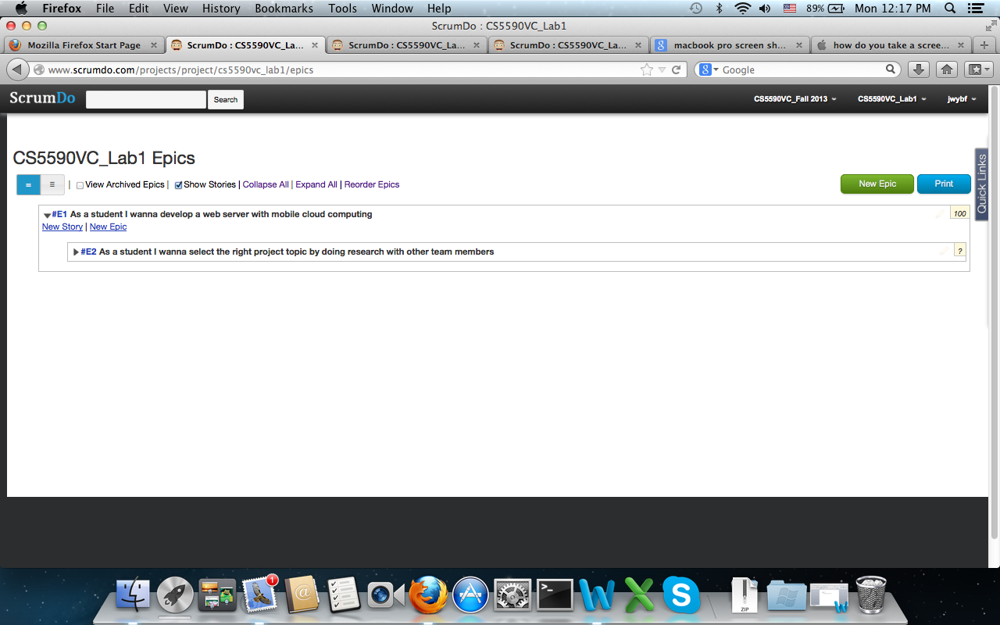 Firefox File Edit View History Bookmarks Tools Window Help 89% Mon 12:17 PM
ScrumDo : CS5590VC_Lab1
Mozilla Firefox Start Page ScrumDo : CS5590VC_La... ScrumDo : CS5590VC_La... ScrumDo : CS5590VC_La... macbook pro screen sh... how do you take a scree...
www.scrumdo.com/projects/project/cs5590vc_lab1/epics Google
ScrumDo Search CS5590VC_Fall 2013 CS5590VC_Lab1 jwybf
CS5590VC_Lab1 Epics
| View Archived Epics | Show Stories | Collapse All | Expand All | Reorder Epics New Epic Print
Quick Links
#E1 As a student I wanna develop a web server with mobile cloud computing 100
New Story | New Epic
#E2 As a student I wanna select the right project topic by doing research with other team members ?
1
ZIP